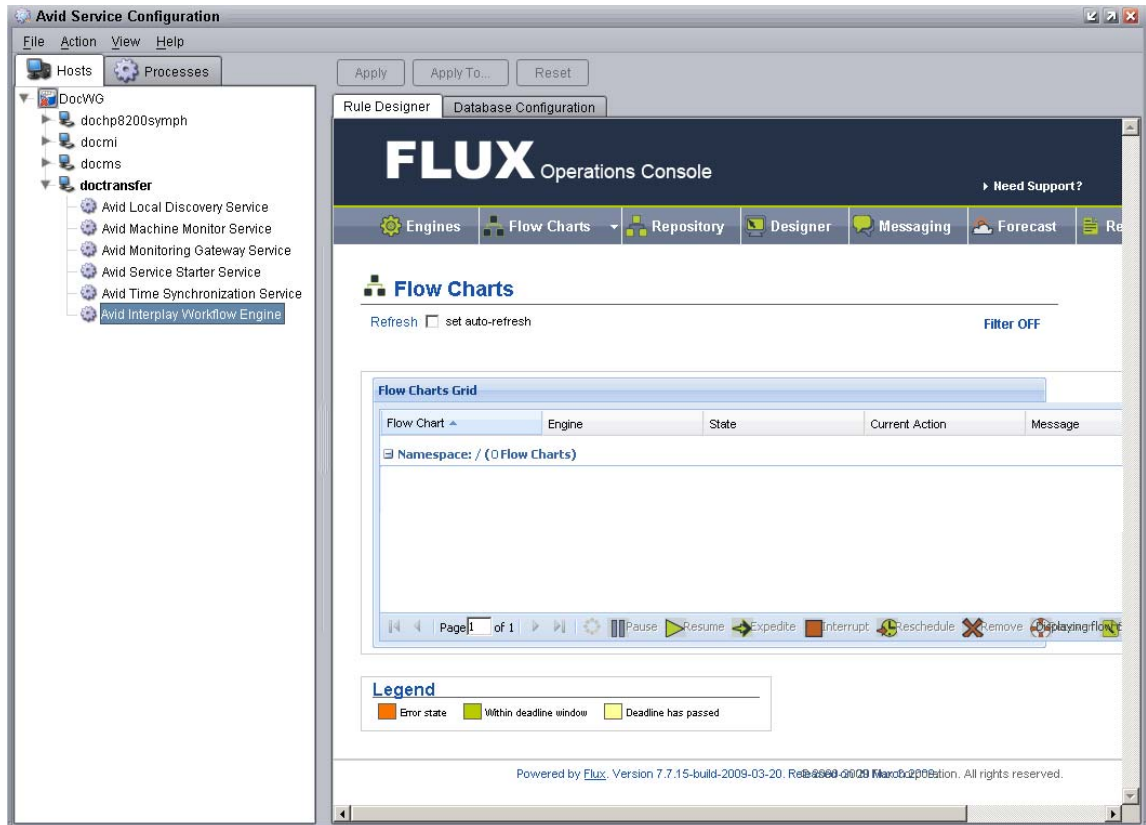 Avid Service Configuration
File Action View Help
Hosts Processes
DocWG
dochp8200symph
docmi
docms
doctransfer
Avid Local Discovery Service
Avid Machine Monitor Service
Avid Monitoring Gateway Service
Avid Service Starter Service
Avid Time Synchronization Service
Avid Interplay Workflow Engine
Apply Apply To... Reset
Rule Designer Database Configuration
FLUX Operations Console
Need Support?
Engines Flow Charts Repository Designer Messaging Forecast Re
Flow Charts
Refresh set auto-refresh Filter OFF
Flow Charts Grid
Flow Chart Engine State Current Action Message
Namespace: / (0 Flow Charts)
Page 1 of 1 Pause Resume Expedite Interrupt Reschedule Remove Displaying flow c
Legend
Error state Within deadline window Deadline has passed
Powered by Flux. Version 7.7.15-build-2009-03-20. All rights reserved.